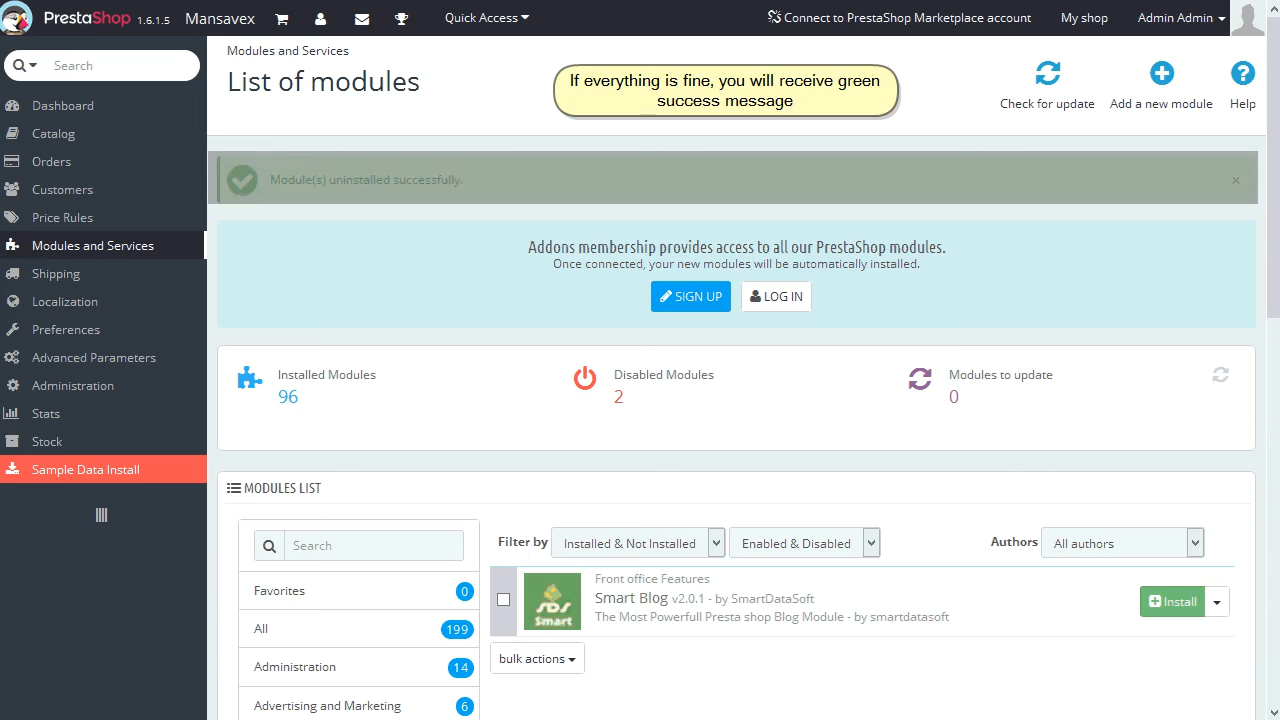 PrestaShop 1.6.1.5 Mansavex Quick Access Connect to PrestaShop Marketplace account My shop Admin Admin
Search
Dashboard
Catalog
Orders
Customers
Price Rules
Modules and Services
Shipping
Localization
Preferences
Advanced Parameters
Administration
Stats
Stock
Sample Data Install
Modules and Services
List of modules
If everything is fine, you will receive green
success message
Check for update Add a new module Help
Module(s) uninstalled successfully.
×
Addons membership provides access to all our PrestaShop modules.
Once connected, your new modules will be automatically installed.
SIGN UP LOG IN
Installed Modules
96
Disabled Modules
2
Modules to update
0
MODULES LIST
Search
Favorites 0
All 199
Administration 14
Advertising and Marketing 6
Filter by Installed & Not Installed Enabled & Disabled Authors All authors
SDS
Smart
Front office Features
Smart Blog v2.0.1 - by SmartDataSoft
The Most Powerfull Presta shop Blog Module - by smartdatasoft
Install
bulk actions